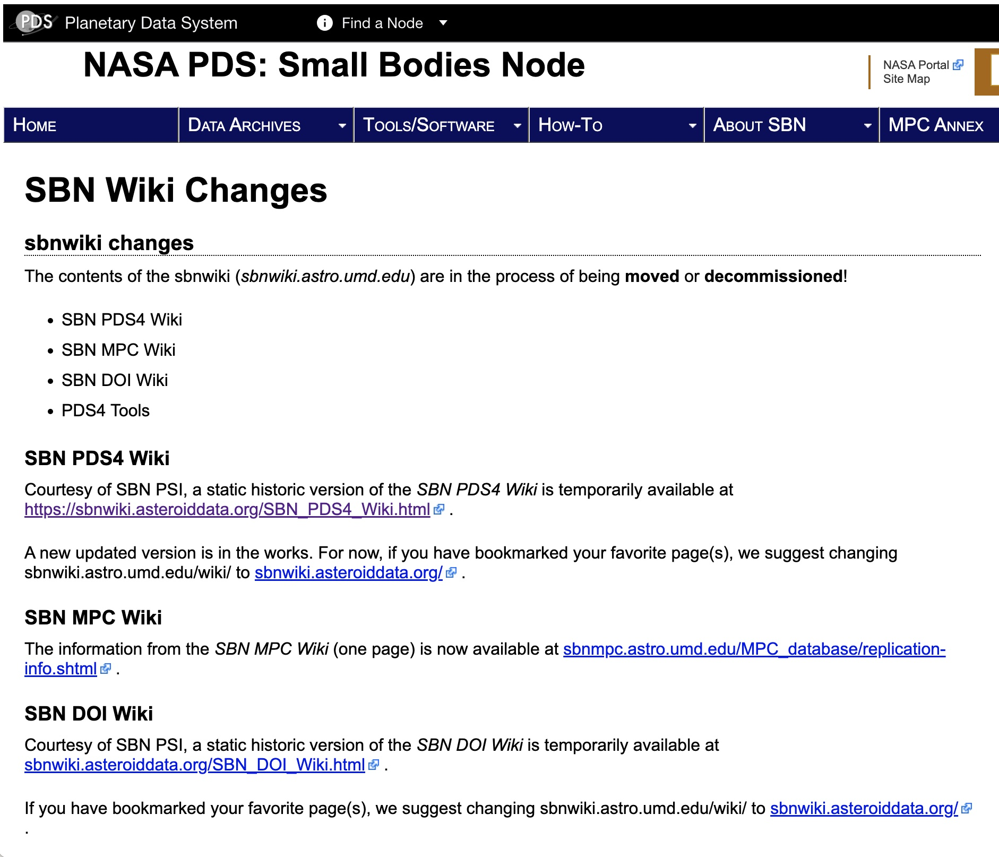 PDS Planetary Data System
Find a Node
NASA PDS: Small Bodies Node
NASA Portal
Site Map
HOME
DATA ARCHIVES
TOOLS/SOFTWARE
HOW-TO
ABOUT SBN
MPC ANNEX
SBN Wiki Changes
sbnwiki changes
The contents of the sbnwiki (sbnwiki.astro.umd.edu) are in the process of being moved or decommissioned!
• SBN PDS4 Wiki
• SBN MPC Wiki
• SBN DOI Wiki
• PDS4 Tools
SBN PDS4 Wiki
Courtesy of SBN PSI, a static historic version of the SBN PDS4 Wiki is temporarily available at
https://sbnwiki.asteroiddata.org/SBN_PDS4_Wiki.html .
A new updated version is in the works. For now, if you have bookmarked your favorite page(s), we suggest changing
sbnwiki.astro.umd.edu/wiki/ to sbnwiki.asteroiddata.org/ .
SBN MPC Wiki
The information from the SBN MPC Wiki (one page) is now available at sbnmpc.astro.umd.edu/MPC_database/replication-
info.shtml .
SBN DOI Wiki
Courtesy of SBN PSI, a static historic version of the SBN DOI Wiki is temporarily available at
sbnwiki.asteroiddata.org/SBN_DOI_Wiki.html .
If you have bookmarked your favorite page(s), we suggest changing sbnwiki.astro.umd.edu/wiki/ to sbnwiki.asteroiddata.org/
.